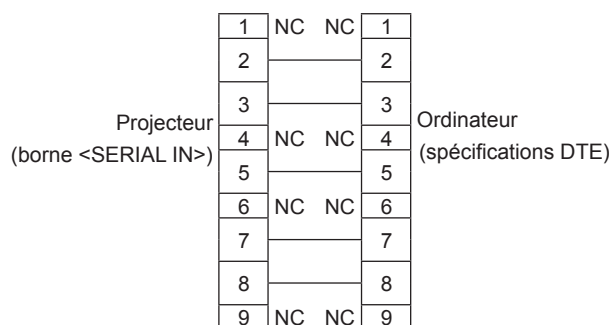 1 NC NC 1
2 2
3 3
Projecteur
(borne <SERIAL IN>)
4 NC NC 4
Ordinateur
(spécifications DTE)
5 5
6 NC NC 6
7 7
8 8
9 NC NC 9